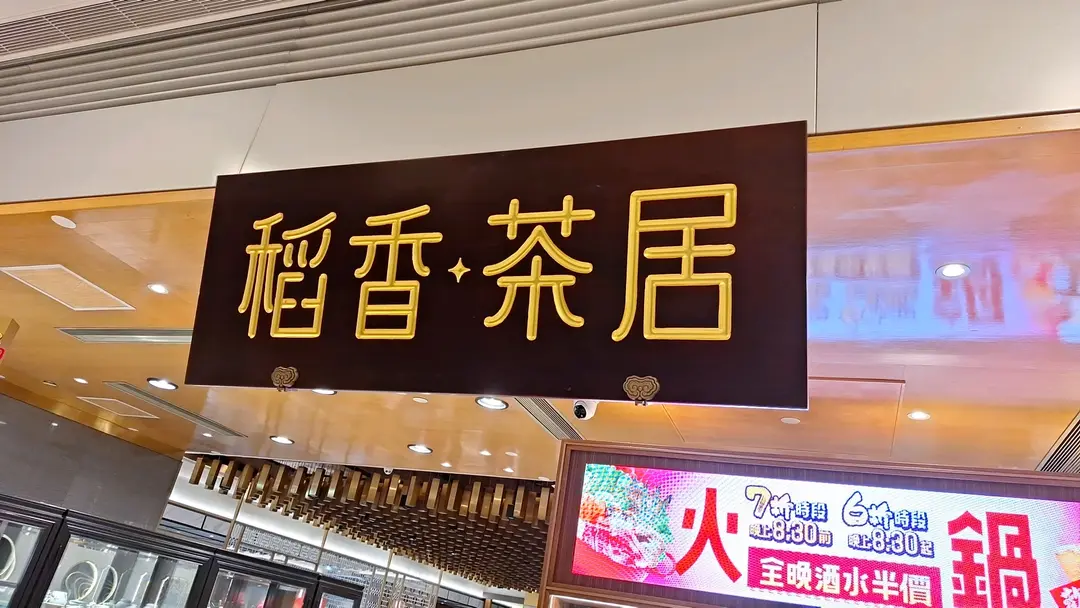 稻香・茶居
火鍋
7折時段
晚上8:30前
6折時段
晚上8:30起
全晚酒水半價